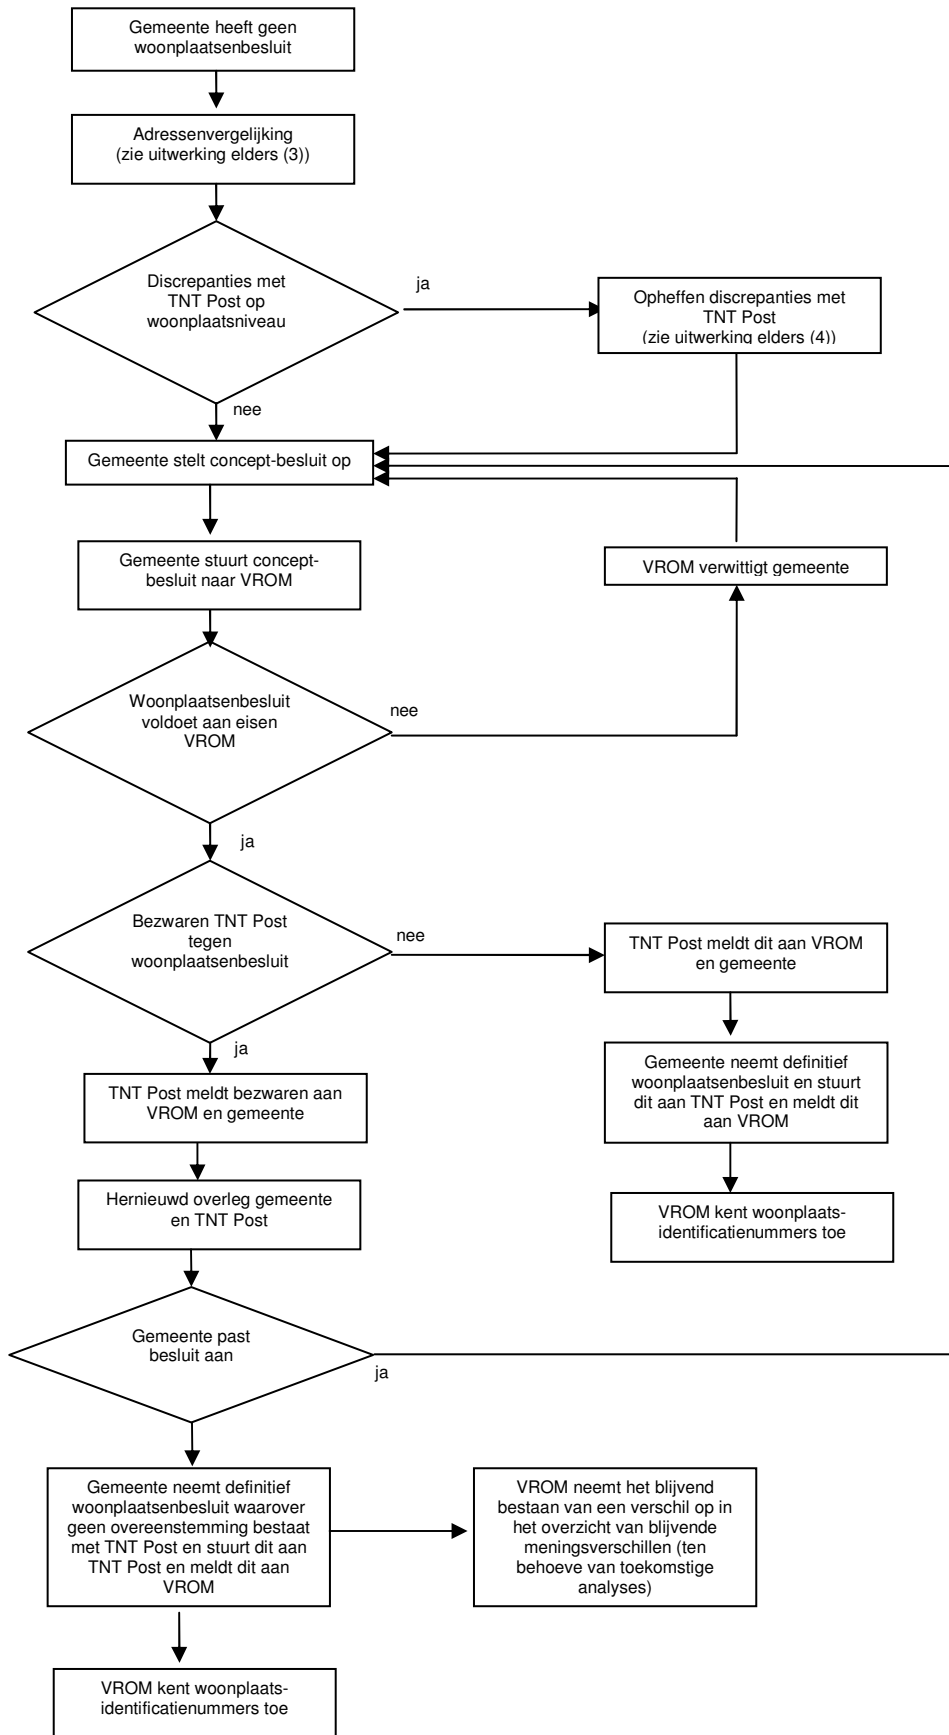 Gemeente heeft geen
woonplaatsenbesluit
Adressenvergelijking
(zie uitwerking elders (3))
Discrepanties met
TNT Post op
woonplaatsniveau
ja
Opheffen discrepanties met
TNT Post
(zie uitwerking elders (4))
nee
Gemeente stelt concept-besluit op
Gemeente stuurt concept-
besluit naar VROM
VROM verwittigt gemeente
Woonplaatsenbesluit
voldoet aan eisen
VROM
nee
ja
Bezwaren TNT Post
tegen
woonplaatsenbesluit
nee
TNT Post meldt dit aan VROM
en gemeente
ja
Gemeente neemt definitief
woonplaatsenbesluit en stuurt
dit aan TNT Post en meldt dit
aan VROM
TNT Post meldt bezwaren aan
VROM en gemeente
Hernieuwd overleg gemeente
en TNT Post
VROM kent woonplaats-
identificatienummers toe
Gemeente past
besluit aan
ja
Gemeente neemt definitief
woonplaatsenbesluit waarover
geen overeenstemming bestaat
met TNT Post en stuurt dit aan
TNT Post en meldt dit aan
VROM
VROM neemt het blijvend
bestaan van een verschil op in
het overzicht van blijvende
meningsverschillen (ten
behoeve van toekomstige
analyses)
VROM kent woonplaats-
identificatienummers toe